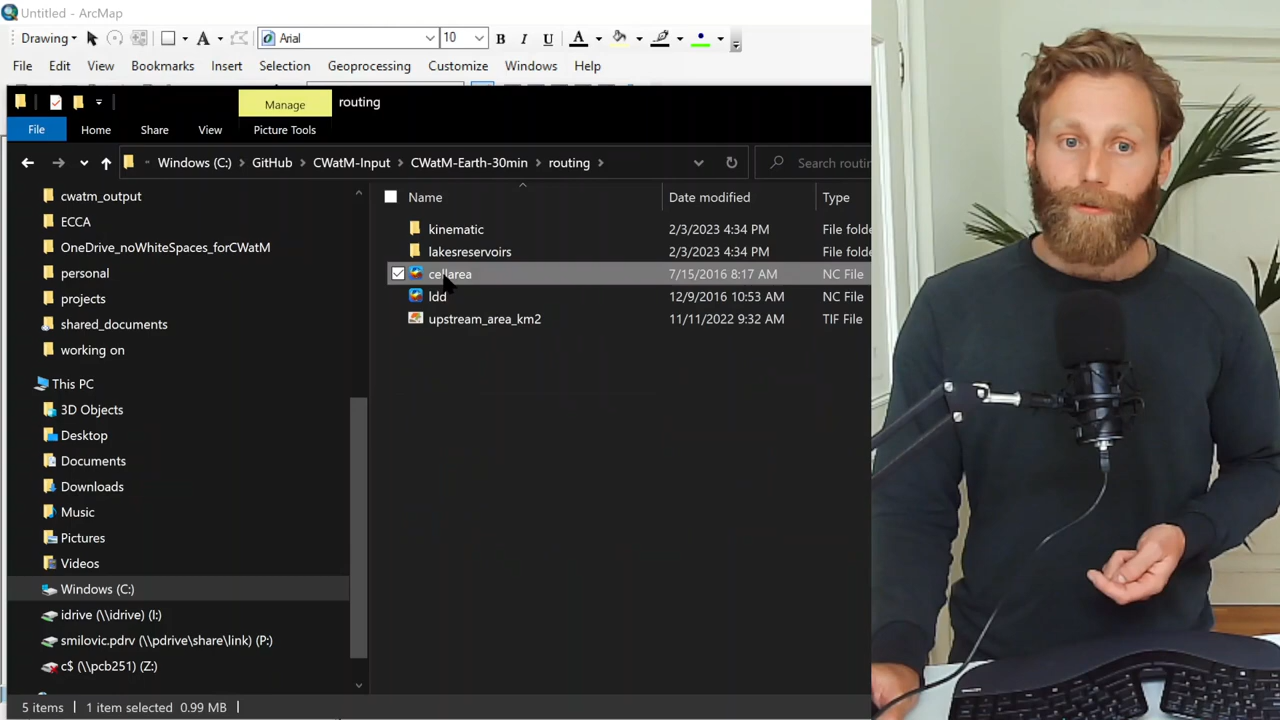 Untitled - ArcMap
Drawing Arial 10 B I U A
File Edit View Bookmarks Insert Selection Geoprocessing Customize Windows Help
Manage routing
File Home Share View Picture Tools
Windows (C:) GitHub CWatM-Input CWatM-Earth-30min routing Search routin
cwatm_output
ECCA
OneDrive_noWhiteSpaces_forCWatM
personal
projects
shared_documents
working on
This PC
3D Objects
Desktop
Documents
Downloads
Music
Pictures
Videos
Windows (C:)
idrive (\\idrive) (I:)
smilovic.pdrv (\\pdrive\share\link) (P:)
c$ (\\pcb251) (Z:)
Name Date modified Type
kinematic 2/3/2023 4:34 PM File folde
lakesreservoirs 2/3/2023 4:34 PM File folde
cellarea 7/15/2016 8:17 AM NC File
ldd 12/9/2016 10:53 AM NC File
upstream_area_km2 11/11/2022 9:32 AM TIF File
5 items 1 item selected 0.99 MB